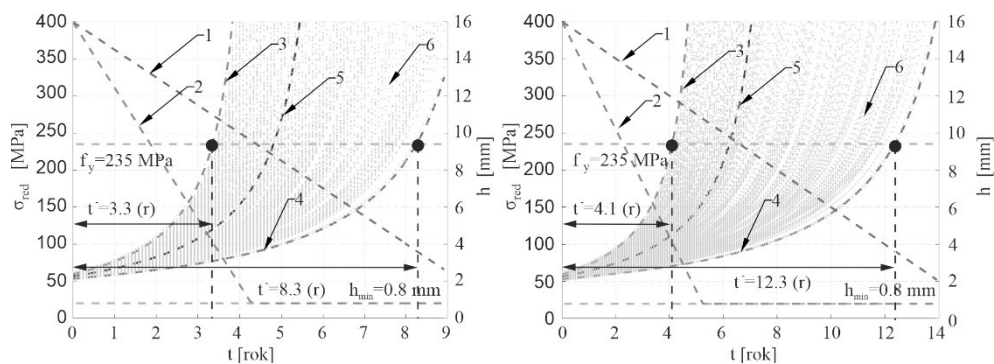 400
350
300
250
200
150
100
50
0
[MPa]
σred
16
14
12
10
8
6
4
2
0
[mm]
h
1
2
3
4
5
6
fy=235 MPa
t*=3.3 (r)
t*=8.3 (r)
hmin=0.8 mm
0 1 2 3 4 5 6 7 8 9
t [rok]
400
350
300
250
200
150
100
50
0
[MPa]
σred
16
14
12
10
8
6
4
2
0
[mm]
h
1
2
3
4
5
6
fy=235 MPa
t*=4.1 (r)
t*=12.3 (r)
hmin=0.8 mm
0 2 4 6 8 10 12 14
t [rok]